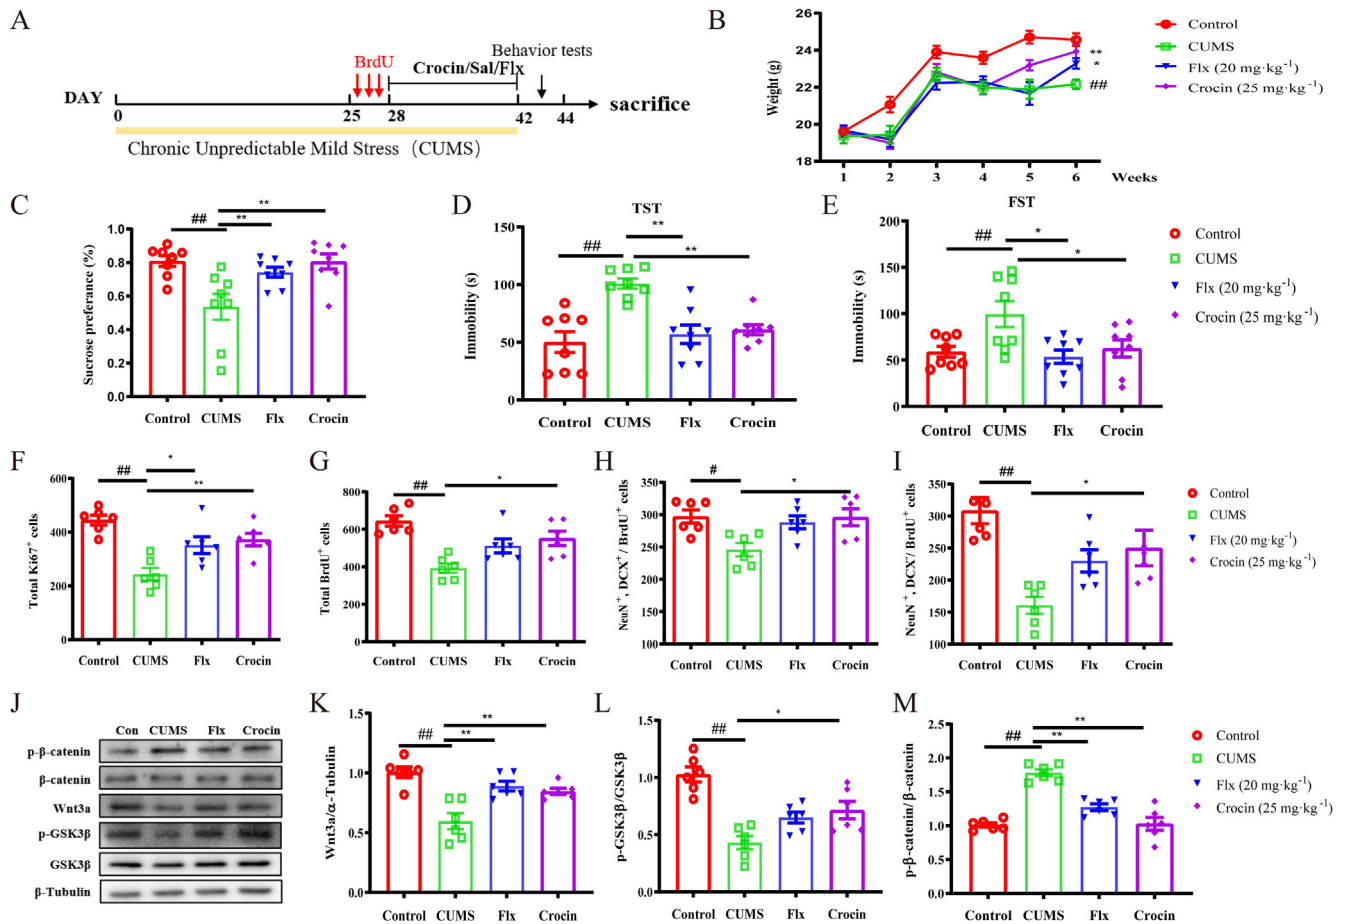 A
BrdU
Crocin/Sal/Flx
Behavior tests
DAY
sacrifice
0
25
28
42
44
Chronic Unpredictable Mild Stress (CUMS)
B
Weight (g)
26
24
22
20
18
1 2 3 4 5 6 Weeks
**
*
##
Control
CUMS
Flx (20 mg·kg⁻¹)
Crocin (25 mg·kg⁻¹)
C
Sucrose preferance (%)
1.0
0.8
0.6
0.4
0.2
0.0
##
**
**
Control CUMS Flx Crocin
D
TST
Immobility (s)
150
100
50
0
##
**
**
Control CUMS Flx Crocin
E
FST
Immobility (s)
200
150
100
50
0
##
*
*
Control CUMS Flx Crocin
Control
CUMS
Flx (20 mg·kg⁻¹)
Crocin (25 mg·kg⁻¹)
F
Total Ki67⁺ cells
600
400
200
0
##
*
**
Control CUMS Flx Crocin
G
Total BrdU⁺ cells
800
600
400
200
0
##
*
Control CUMS Flx Crocin
H
NeuN⁺, DCX⁺/ BrdU⁺ cells
350
300
250
200
150
100
#
*
Control CUMS Flx Crocin
I
NeuN⁺, DCX⁻/ BrdU⁺ cells
350
300
250
200
150
100
##
*
Control CUMS Flx Crocin
Control
CUMS
Flx (20 mg·kg⁻¹)
Crocin (25 mg·kg⁻¹)
J
Con CUMS Flx Crocin
p-β-catenin
β-catenin
Wnt3a
p-GSK3β
GSK3β
β-Tubulin
K
Wnt3a/α-Tubulin
1.5
1.0
0.5
0.0
##
**
**
Control CUMS Flx Crocin
L
p-GSK3β/GSK3β
1.5
1.0
0.5
0.0
##
*
Control CUMS Flx Crocin
M
p-β-catenin/ β-catenin
2.5
2.0
1.5
1.0
0.5
0.0
##
**
**
Control CUMS Flx Crocin
Control
CUMS
Flx (20 mg·kg⁻¹)
Crocin (25 mg·kg⁻¹)